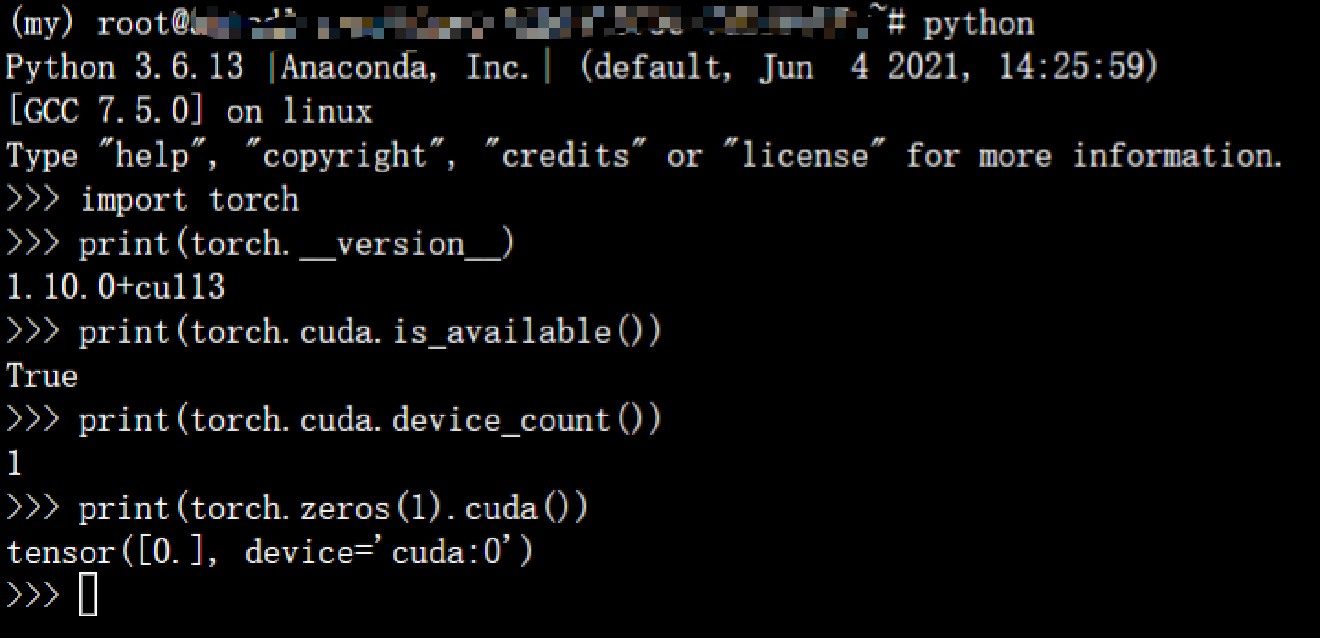 (my) root@ ~# python
Python 3.6.13 |Anaconda, Inc.| (default, Jun  4 2021, 14:25:59)
[GCC 7.5.0] on linux
Type "help", "copyright", "credits" or "license" for more information.
>>> import torch
>>> print(torch.__version__)
1.10.0+cu113
>>> print(torch.cuda.is_available())
True
>>> print(torch.cuda.device_count())
1
>>> print(torch.zeros(1).cuda())
tensor([0.], device='cuda:0')
>>>